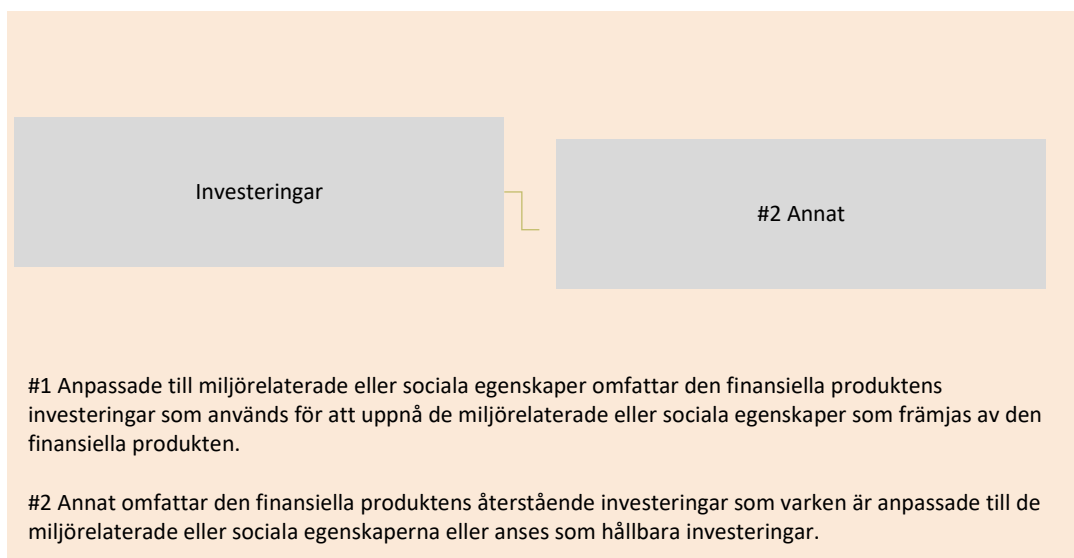 Investeringar
#2 Annat
#1 Anpassade till miljörelaterade eller sociala egenskaper omfattar den finansiella produktens
investeringar som används för att uppnå de miljörelaterade eller sociala egenskaper som främjas av den
finansiella produkten.
#2 Annat omfattar den finansiella produktens återstående investeringar som varken är anpassade till de
miljörelaterade eller sociala egenskaperna eller anses som hållbara investeringar.